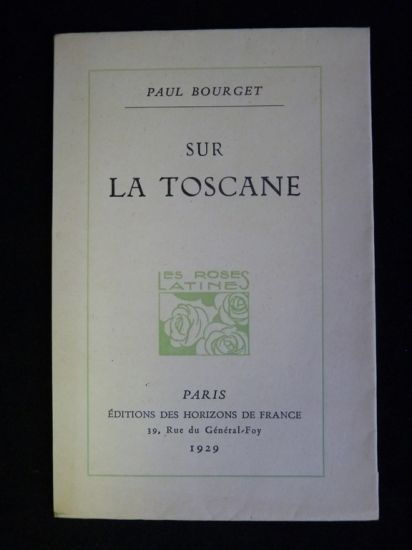 PAUL BOURGET
SUR
LA TOSCANE
LES ROSES
LATINES
PARIS
ÉDITIONS DES HORIZONS DE FRANCE
39, Rue du Général-Foy
1929